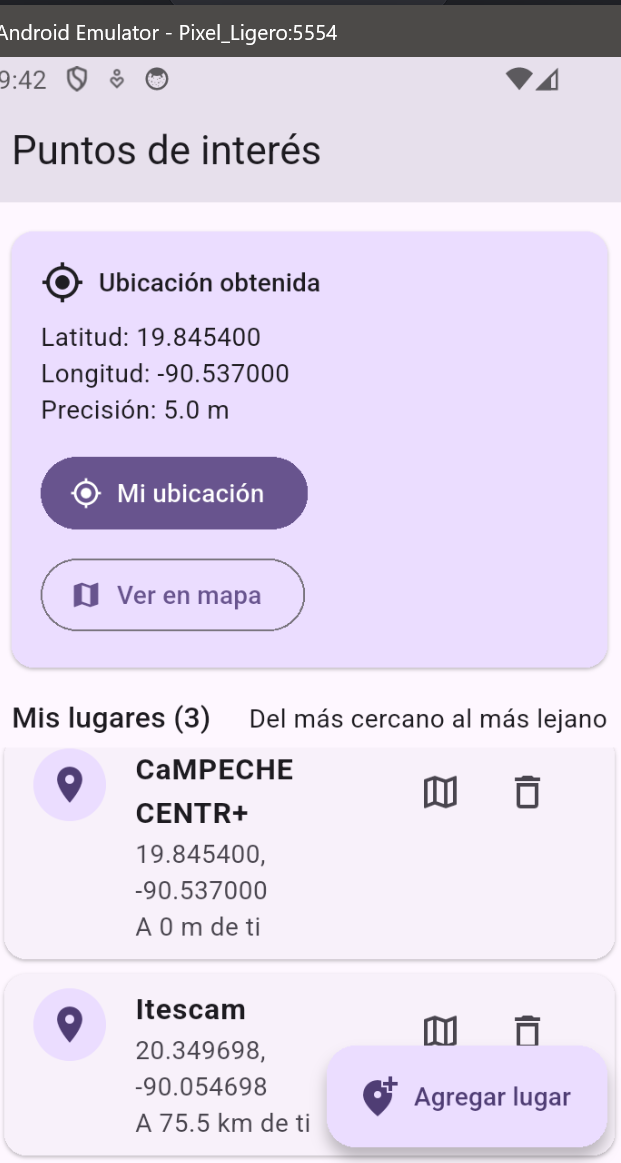 Android Emulator - Pixel_Ligero:5554
9:42
Puntos de interés
Ubicación obtenida
Latitud: 19.845400
Longitud: -90.537000
Precisión: 5.0 m
Mi ubicación
Ver en mapa
Mis lugares (3) Del más cercano al más lejano
CaMPECHE
CENTR+
19.845400,
-90.537000
A 0 m de ti
Itescam
20.349698,
-90.054698
A 75.5 km de ti
Agregar lugar